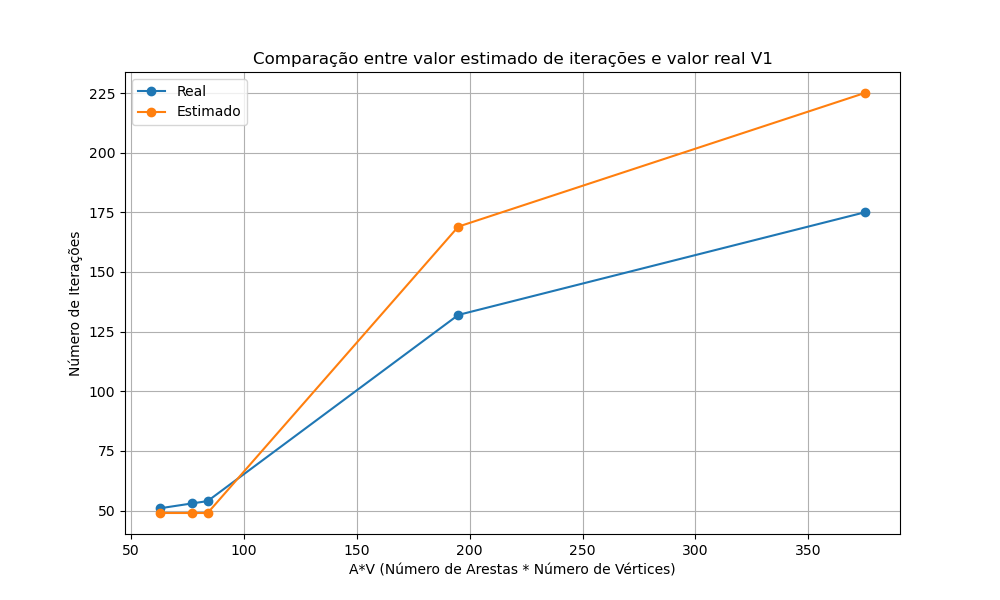 Comparação entre valor estimado de iterações e valor real V1
Real
Estimado
225
200
175
150
125
100
75
50
Número de Iterações
50 100 150 200 250 300 350
A*V (Número de Arestas * Número de Vértices)